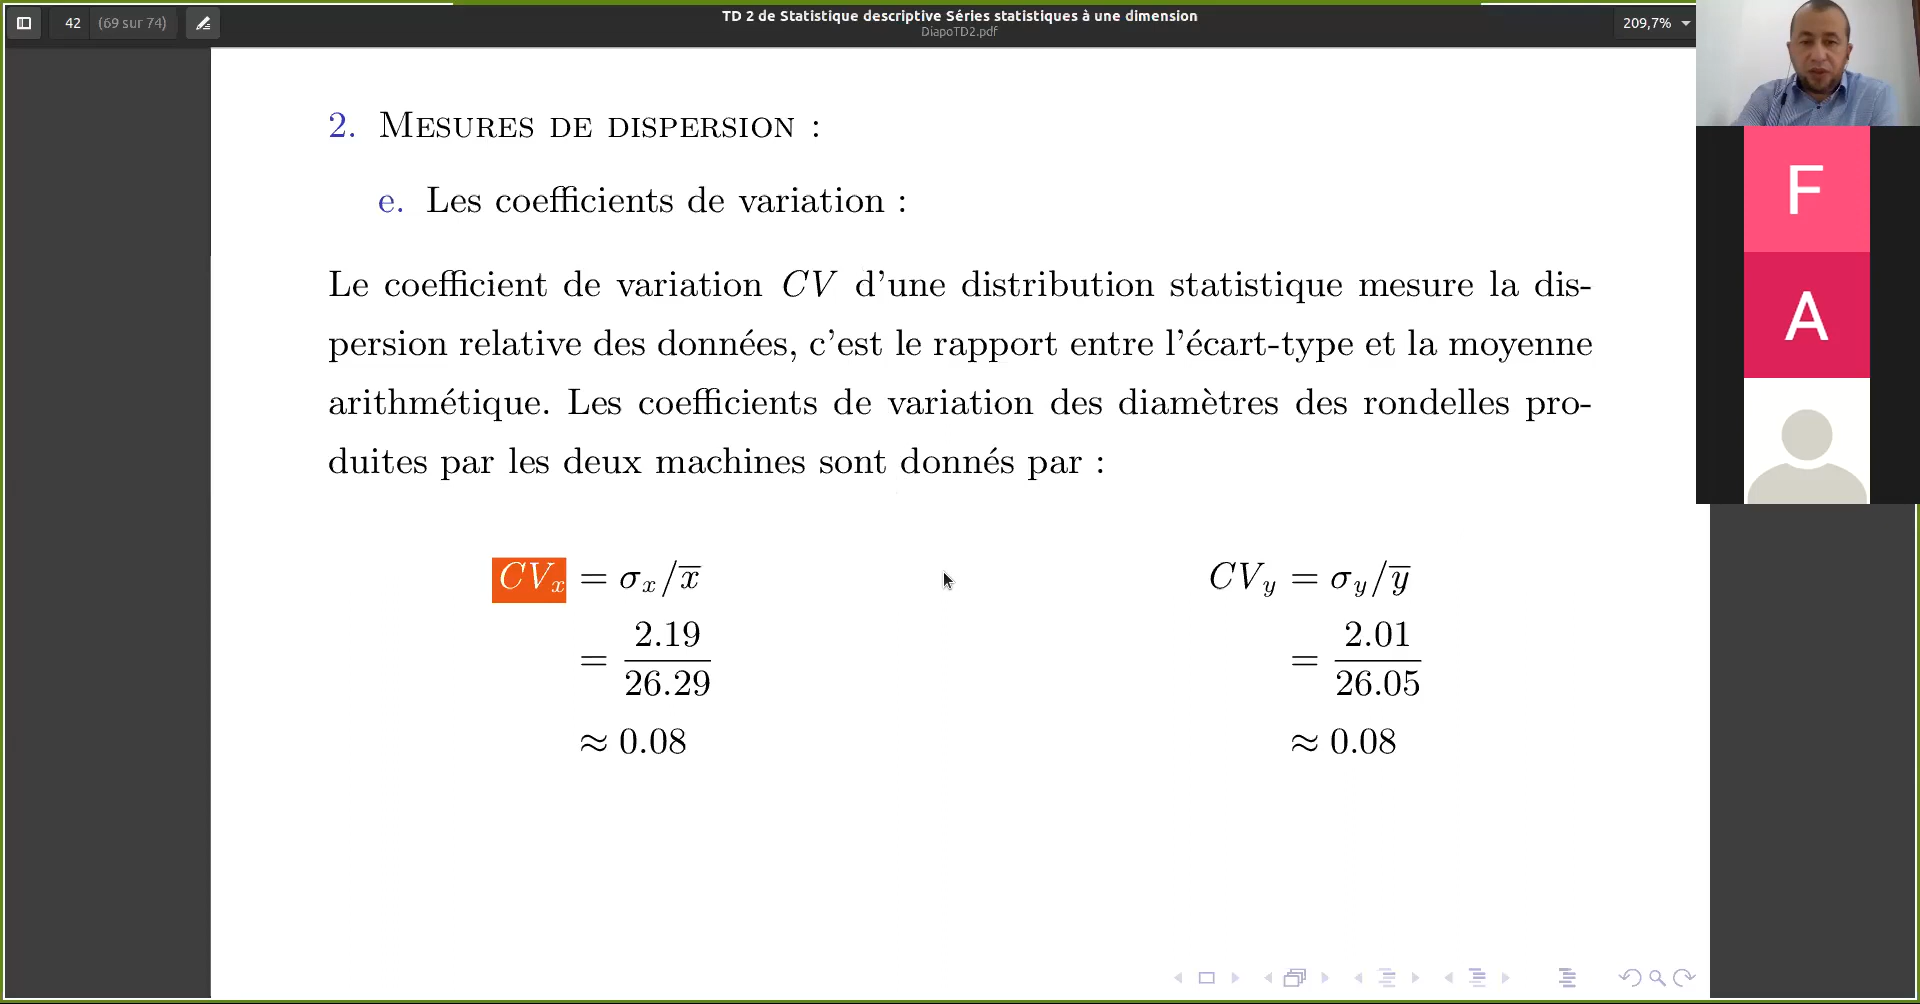 42 (69 sur 74)
TD 2 de Statistique descriptive Séries statistiques à une dimension
DiapoTD2.pdf
209,7%
2. MESURES DE DISPERSION :
e. Les coefficients de variation :
Le coefficient de variation CV d'une distribution statistique mesure la dis-
persion relative des données, c'est le rapport entre l'écart-type et la moyenne
arithmétique. Les coefficients de variation des diamètres des rondelles pro-
duites par les deux machines sont donnés par :
CVₓ = σₓ/x̅
= 2.19/26.29
≈ 0.08
CV_y = σ_y/y̅
= 2.01/26.05
≈ 0.08
F
A